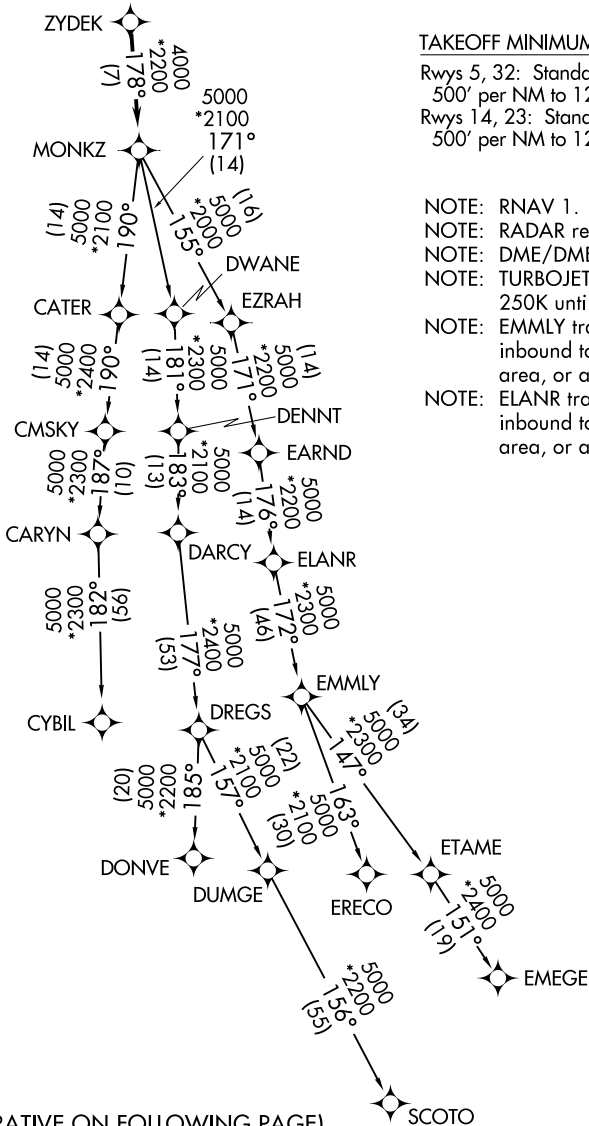 ZYDEK
4000
*2200
178°
(7)
MONKZ
5000
*2100
171°
(14)
(14)
5000
*2100
190°
(16)
5000
*2000
155°
DWANE
CATER
EZRAH
(14)
5000
*2400
190°
5000
*2300
181°
(14)
(14)
5000
*2200
171°
CMSKY
DENNT
EARND
5000
*2300
187°
(10)
5000
*2100
183°
(13)
5000
*2200
176°
(14)
CARYN
DARCY
ELANR
5000
*2300
182°
(56)
5000
*2400
177°
(53)
5000
*2300
172°
(46)
EMMLY
CYBIL
DREGS
(34)
5000
*2300
147°
(20)
5000
*2200
185°
(22)
5000
*2100
157°
163°
5000
*2100
(30)
DONVE
DUMGE
ERECO
ETAME
5000
*2400
151°
(19)
EMEGE
5000
*2200
156°
(55)
SCOTO
TAKEOFF MINIMUM
Rwys 5, 32: Standa
500' per NM to 12
Rwys 14, 23: Stand
500' per NM to 12
NOTE: RNAV 1.
NOTE: RADAR re
NOTE: DME/DME
NOTE: TURBOJET
250K unti
NOTE: EMMLY tra
inbound to
area, or a
NOTE: ELANR tra
inbound to
area, or a
RATIVE ON FOLLOWING PAGE)